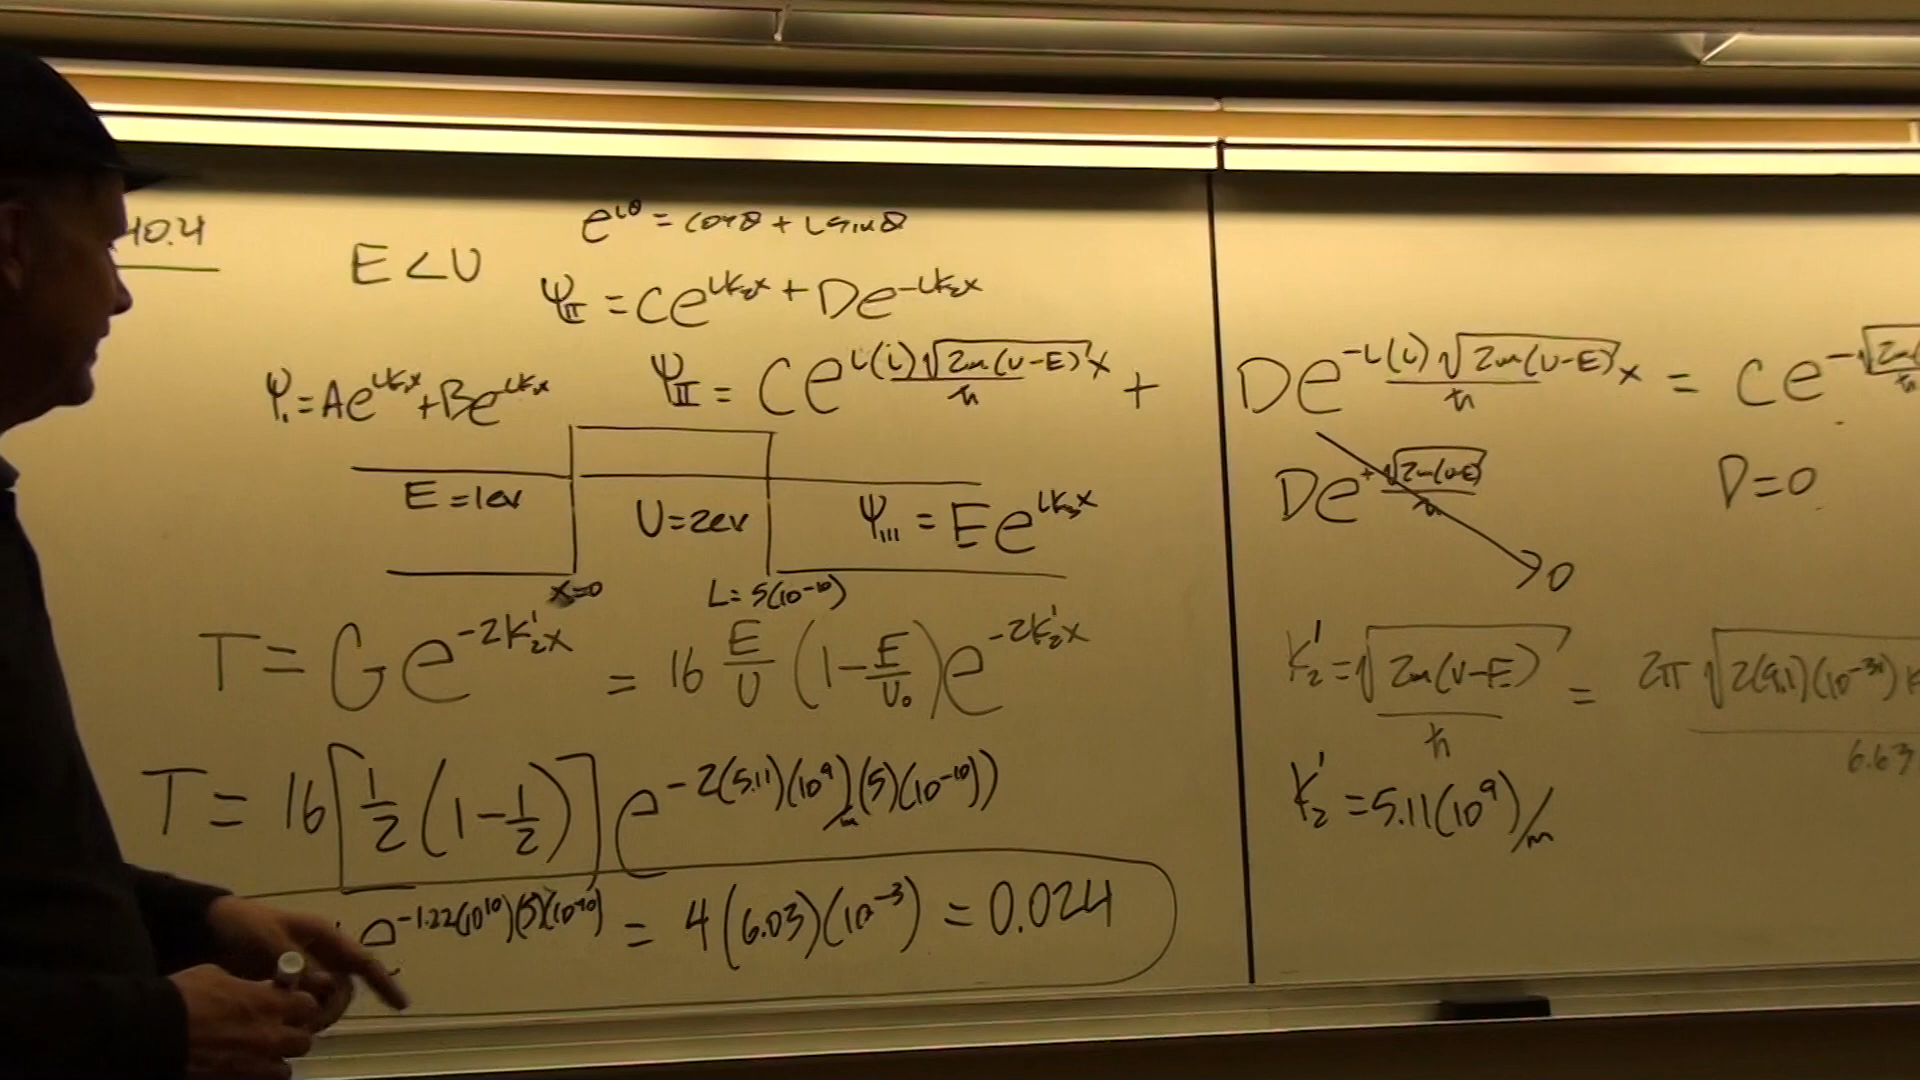 40.4
E < U
e^{iθ} = cosθ + i sinθ
Ψ_II = Ce^{ik₂x} + De^{-ik₂x}
Ψ_I = Ae^{ik₁x} + Be^{-ik₁x}
Ψ_II = Ce^{i(i)√(2m(U-E))/ħ x} + De^{-i(i)√(2m(U-E))/ħ x} = Ce^{-√(2m
De^{+√(2m(U-E))/ħ} → 0
D=0
E = 1ev
U = 2ev
Ψ_III = Ee^{ik₃x}
x=0
L = 5(10⁻¹⁰)
T = Ge^{-2k₂'x} = 16 E/U (1 - E/U₀)e^{-2k₂'x}
k₂' = √(2m(U-E))/ħ = 2π√(2(9.1)(10⁻³¹) / 6.63
T = 16[1/2(1-1/2)]e^{-2(5.11)(10⁹)/m (5)(10⁻¹⁰))}
k₂' = 5.11(10⁹)/m
e^{-1.22(10¹⁰)(5)(10⁻¹⁰)} = 4(6.03)(10⁻³) = 0.024